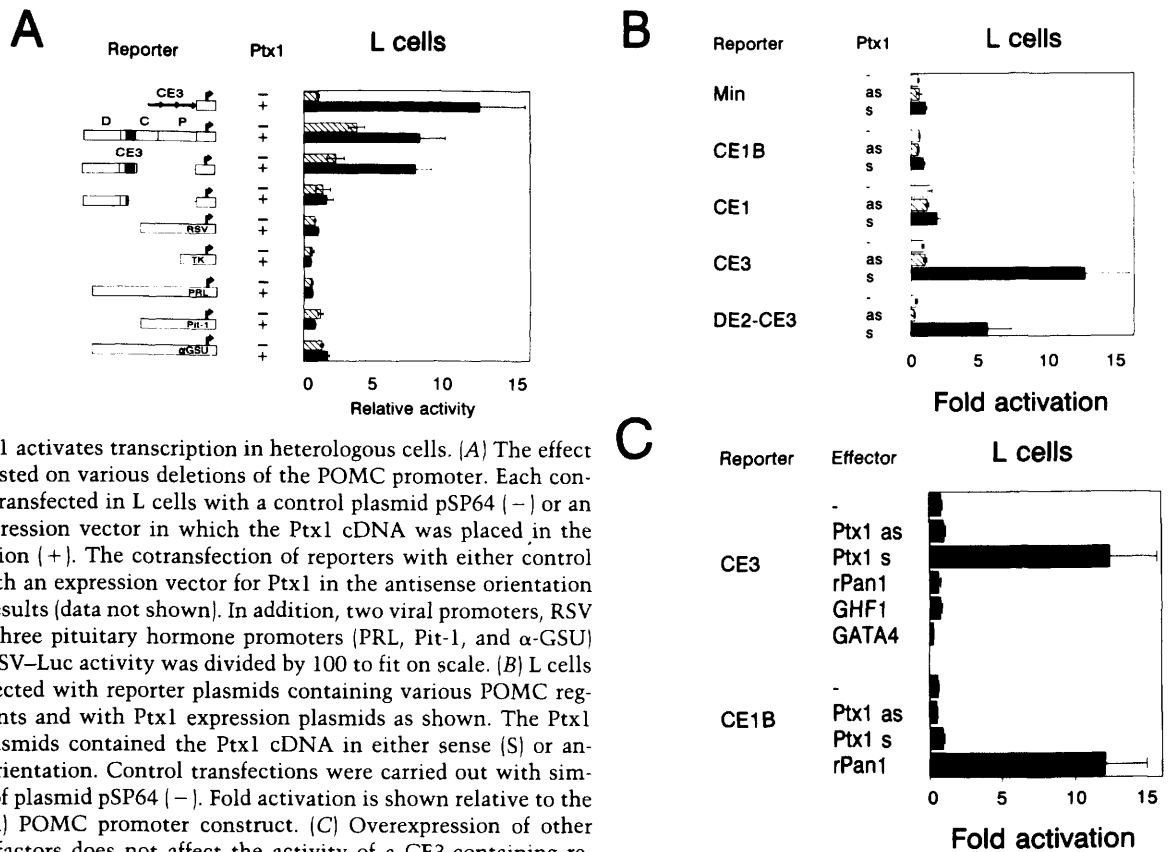 A
Reporter Ptx1 L cells
CE3
−
+
D C P
−
+
CE3
−
+
−
+
RSV
−
+
TK
−
+
PRL
−
+
Pit-1
−
+
αGSU
−
+
0 5 10 15
Relative activity
B
Reporter Ptx1 L cells
-
Min as
s
-
CE1B as
s
-
CE1 as
s
-
CE3 as
s
-
DE2-CE3 as
s
0 5 10 15
Fold activation
C
Reporter Effector L cells
-
Ptx1 as
CE3 Ptx1 s
rPan1
GHF1
GATA4
-
CE1B Ptx1 as
Ptx1 s
rPan1
0 5 10 15
Fold activation
1 activates transcription in heterologous cells. (A) The effect
sted on various deletions of the POMC promoter. Each con-
ransfected in L cells with a control plasmid pSP64 (−) or an
ression vector in which the Ptx1 cDNA was placed in the
ion (+). The cotransfection of reporters with either control
th an expression vector for Ptx1 in the antisense orientation
esults (data not shown). In addition, two viral promoters, RSV
hree pituitary hormone promoters (PRL, Pit-1, and α-GSU)
SV–Luc activity was divided by 100 to fit on scale. (B) L cells
ected with reporter plasmids containing various POMC reg-
nts and with Ptx1 expression plasmids as shown. The Ptx1
asmids contained the Ptx1 cDNA in either sense (S) or an-
rientation. Control transfections were carried out with sim-
of plasmid pSP64 (−). Fold activation is shown relative to the
) POMC promoter construct. (C) Overexpression of other
factors does not affect the activity of a CE3-containing re-